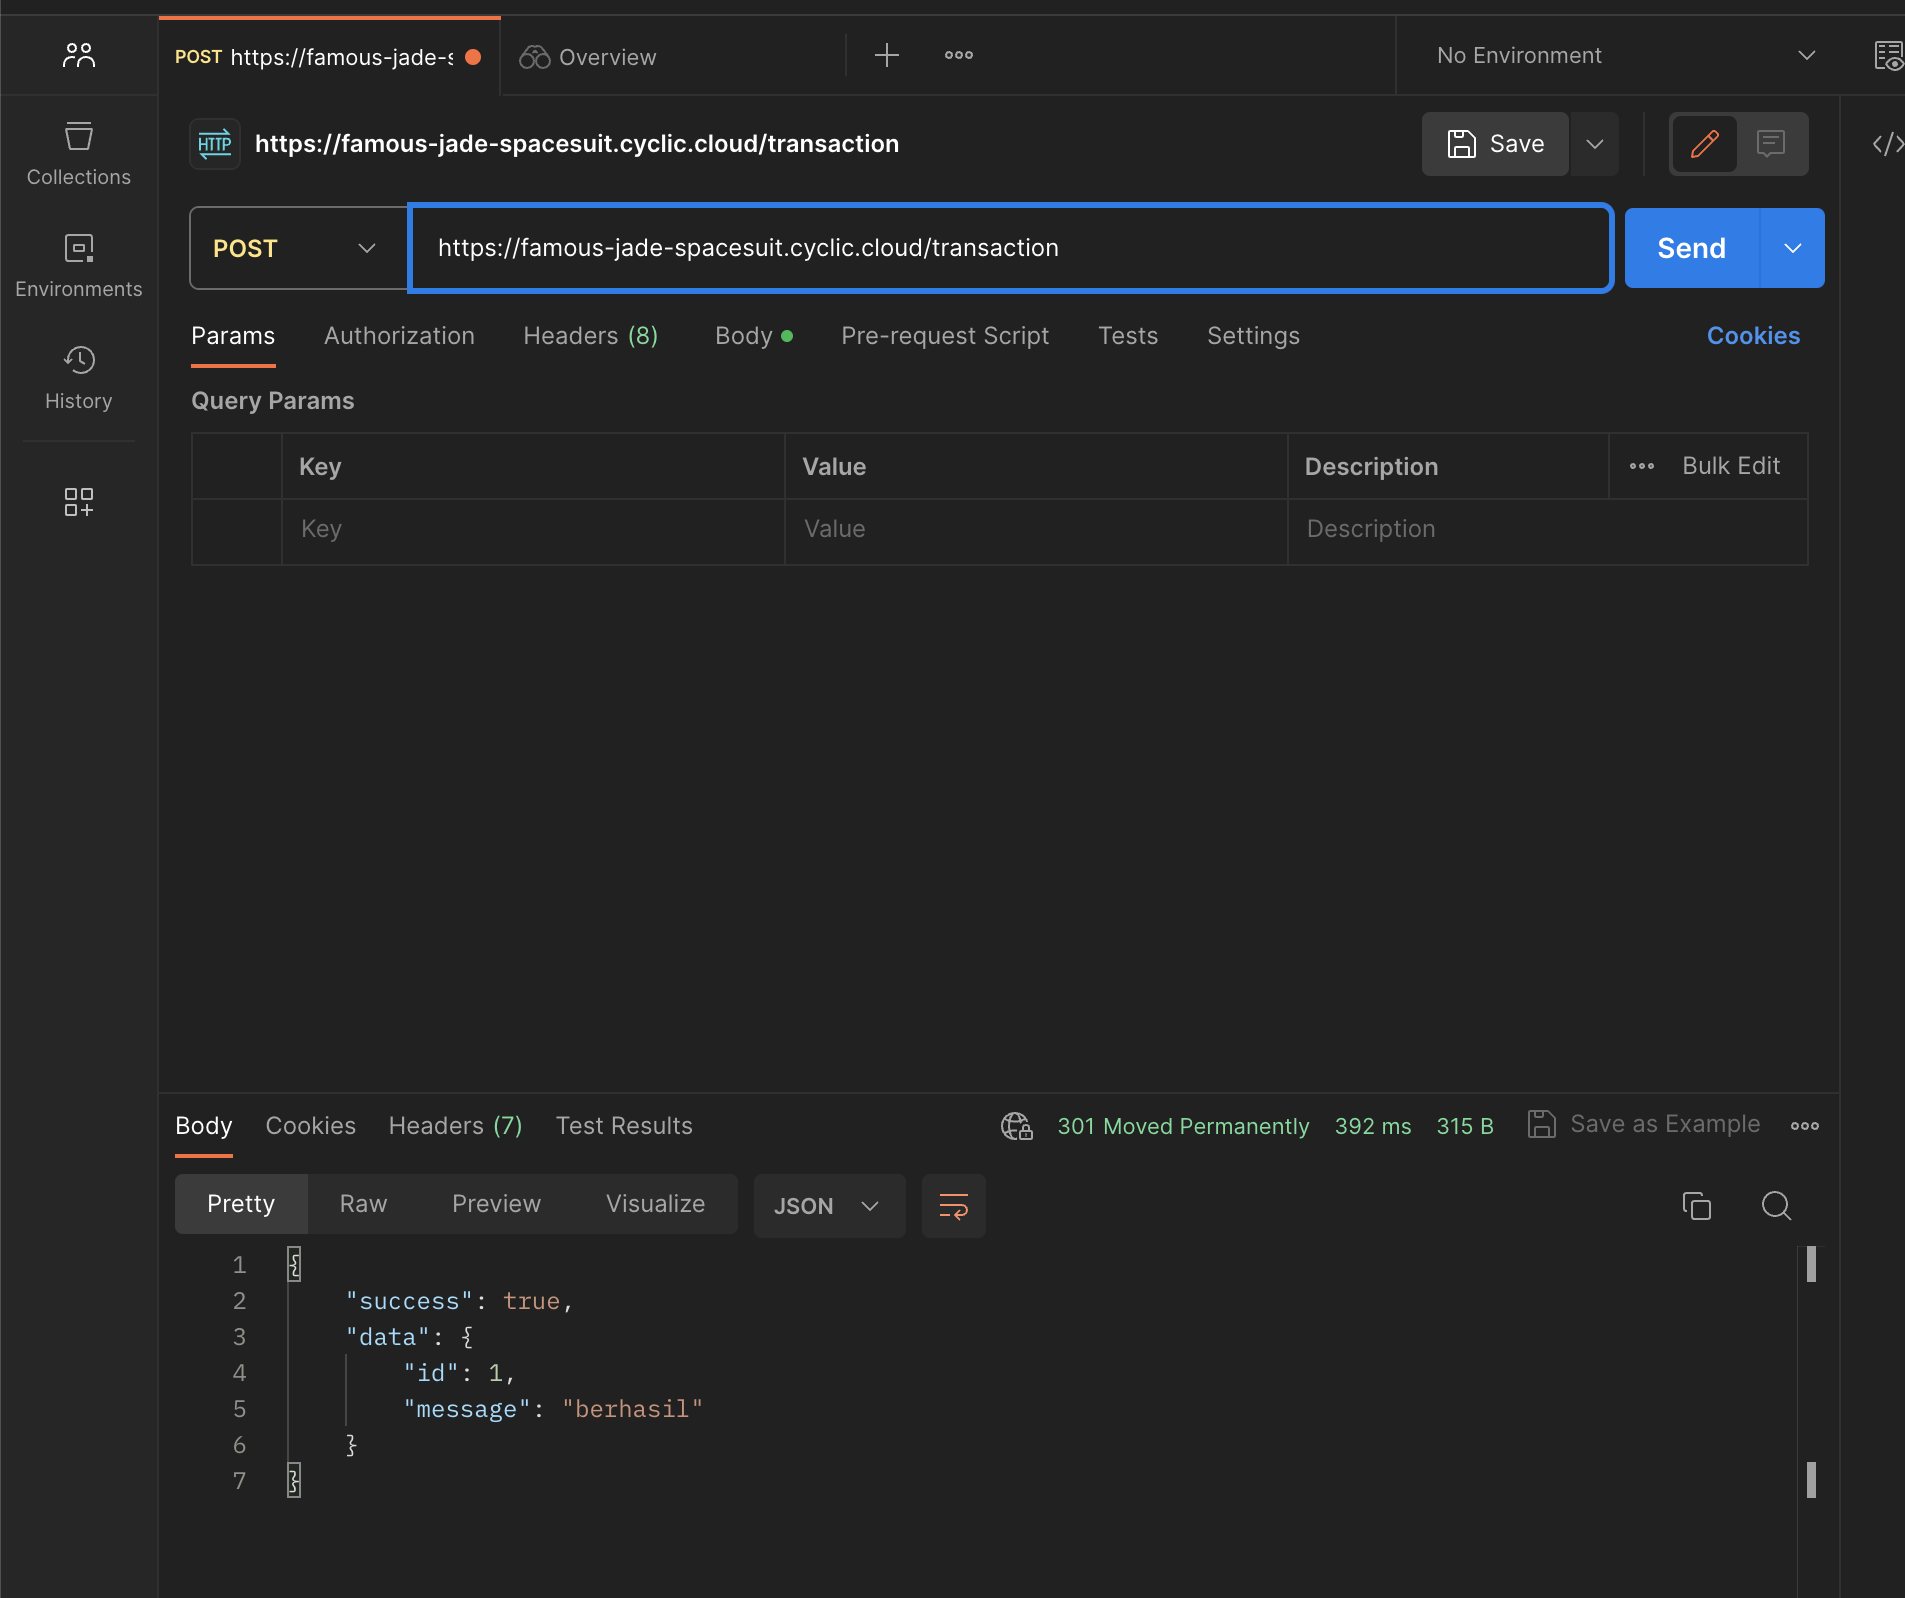 POST https://famous-jade-s
Overview
No Environment
Collections
Environments
History
HTTP https://famous-jade-spacesuit.cyclic.cloud/transaction
Save
POST
https://famous-jade-spacesuit.cyclic.cloud/transaction
Send
Params Authorization Headers (8) Body Pre-request Script Tests Settings Cookies
Query Params
Key Value Description ••• Bulk Edit
Key Value Description
Body Cookies Headers (7) Test Results 301 Moved Permanently 392 ms 315 B Save as Example
Pretty Raw Preview Visualize JSON
1 {
2 "success": true,
3 "data": {
4 "id": 1,
5 "message": "berhasil"
6 }
7 }